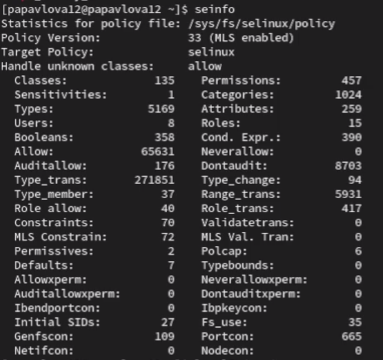 [papavlova12@papavlova12 ~]$ seinfo
Statistics for policy file: /sys/fs/selinux/policy
Policy Version:             33 (MLS enabled)
Target Policy:              selinux
Handle unknown classes:     allow
  Classes:             135    Permissions:         457
  Sensitivities:         1    Categories:         1024
  Types:              5169    Attributes:          259
  Users:                 8    Roles:                15
  Booleans:            358    Cond. Expr.:         390
  Allow:             65631    Neverallow:            0
  Auditallow:          176    Dontaudit:          8703
  Type_trans:       271851    Type_change:          94
  Type_member:          37    Range_trans:        5931
  Role allow:           40    Role_trans:          417
  Constraints:          70    Validatetrans:         0
  MLS Constrain:        72    MLS Val. Tran:         0
  Permissives:           2    Polcap:                6
  Defaults:              7    Typebounds:            0
  Allowxperm:            0    Neverallowxperm:       0
  Auditallowxperm:       0    Dontauditxperm:        0
  Ibendportcon:          0    Ibpkeycon:             0
  Initial SIDs:         27    Fs_use:               35
  Genfscon:            109    Portcon:             665
  Netifcon:              0    Nodecon:               0